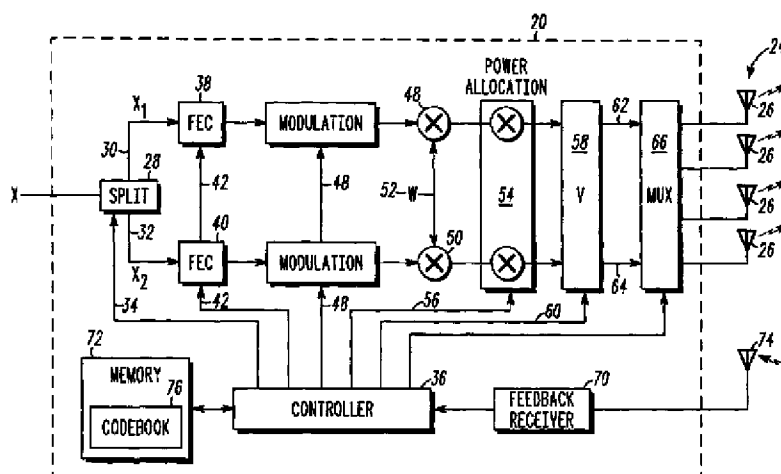 20
24
POWER
ALLOCATION
38
48
62
X1
FEC
MODULATION
58
66
26
30
28
42
48
52
W
54
V
MUX
26
X
SPLIT
26
32
40
50
26
X2
FEC
MODULATION
64
34
42
48
56
60
74
72
36
70
MEMORY
76
CONTROLLER
FEEDBACK
RECEIVER
CODEBOOK